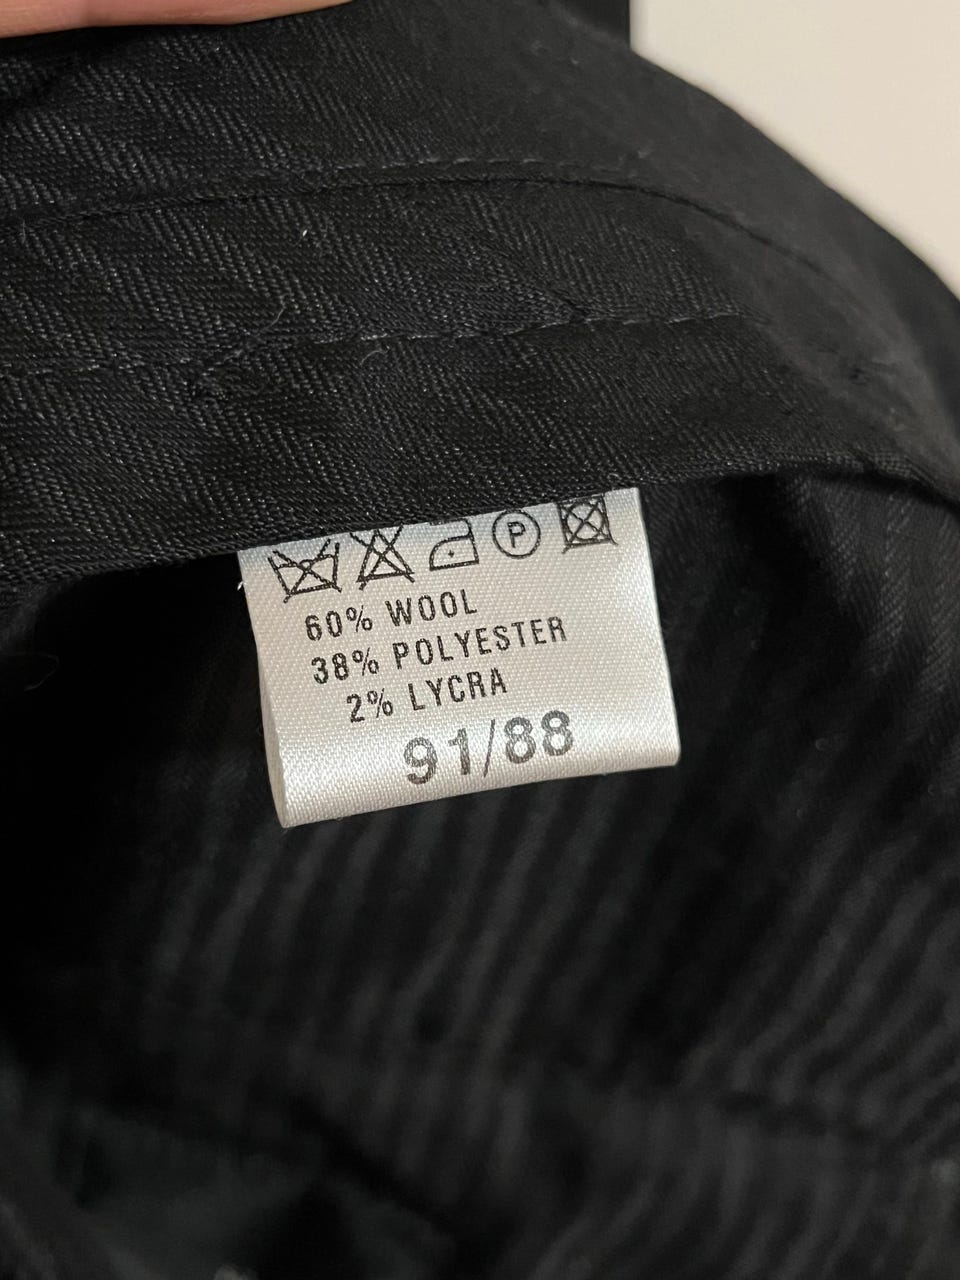 P
60% WOOL
38% POLYESTER
2% LYCRA
91/88